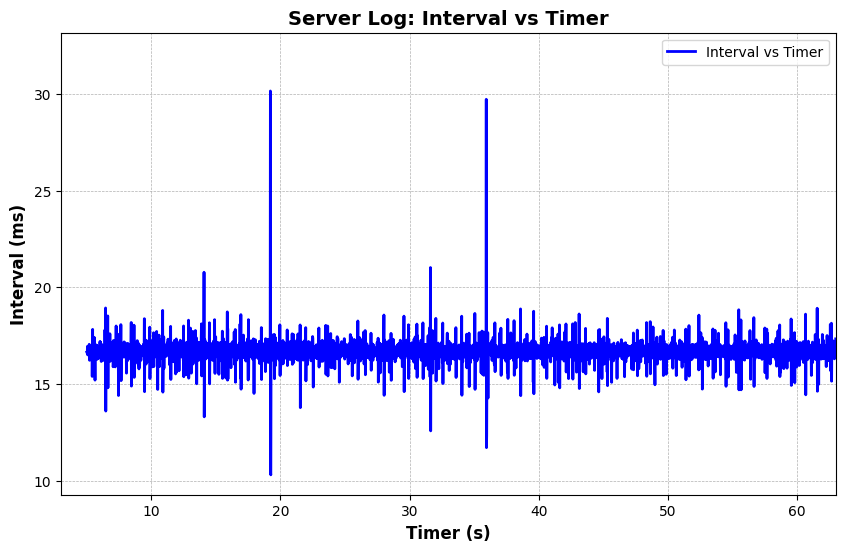 Server Log: Interval vs Timer
Interval vs Timer
Interval (ms)
30
25
20
15
10
10 20 30 40 50 60
Timer (s)